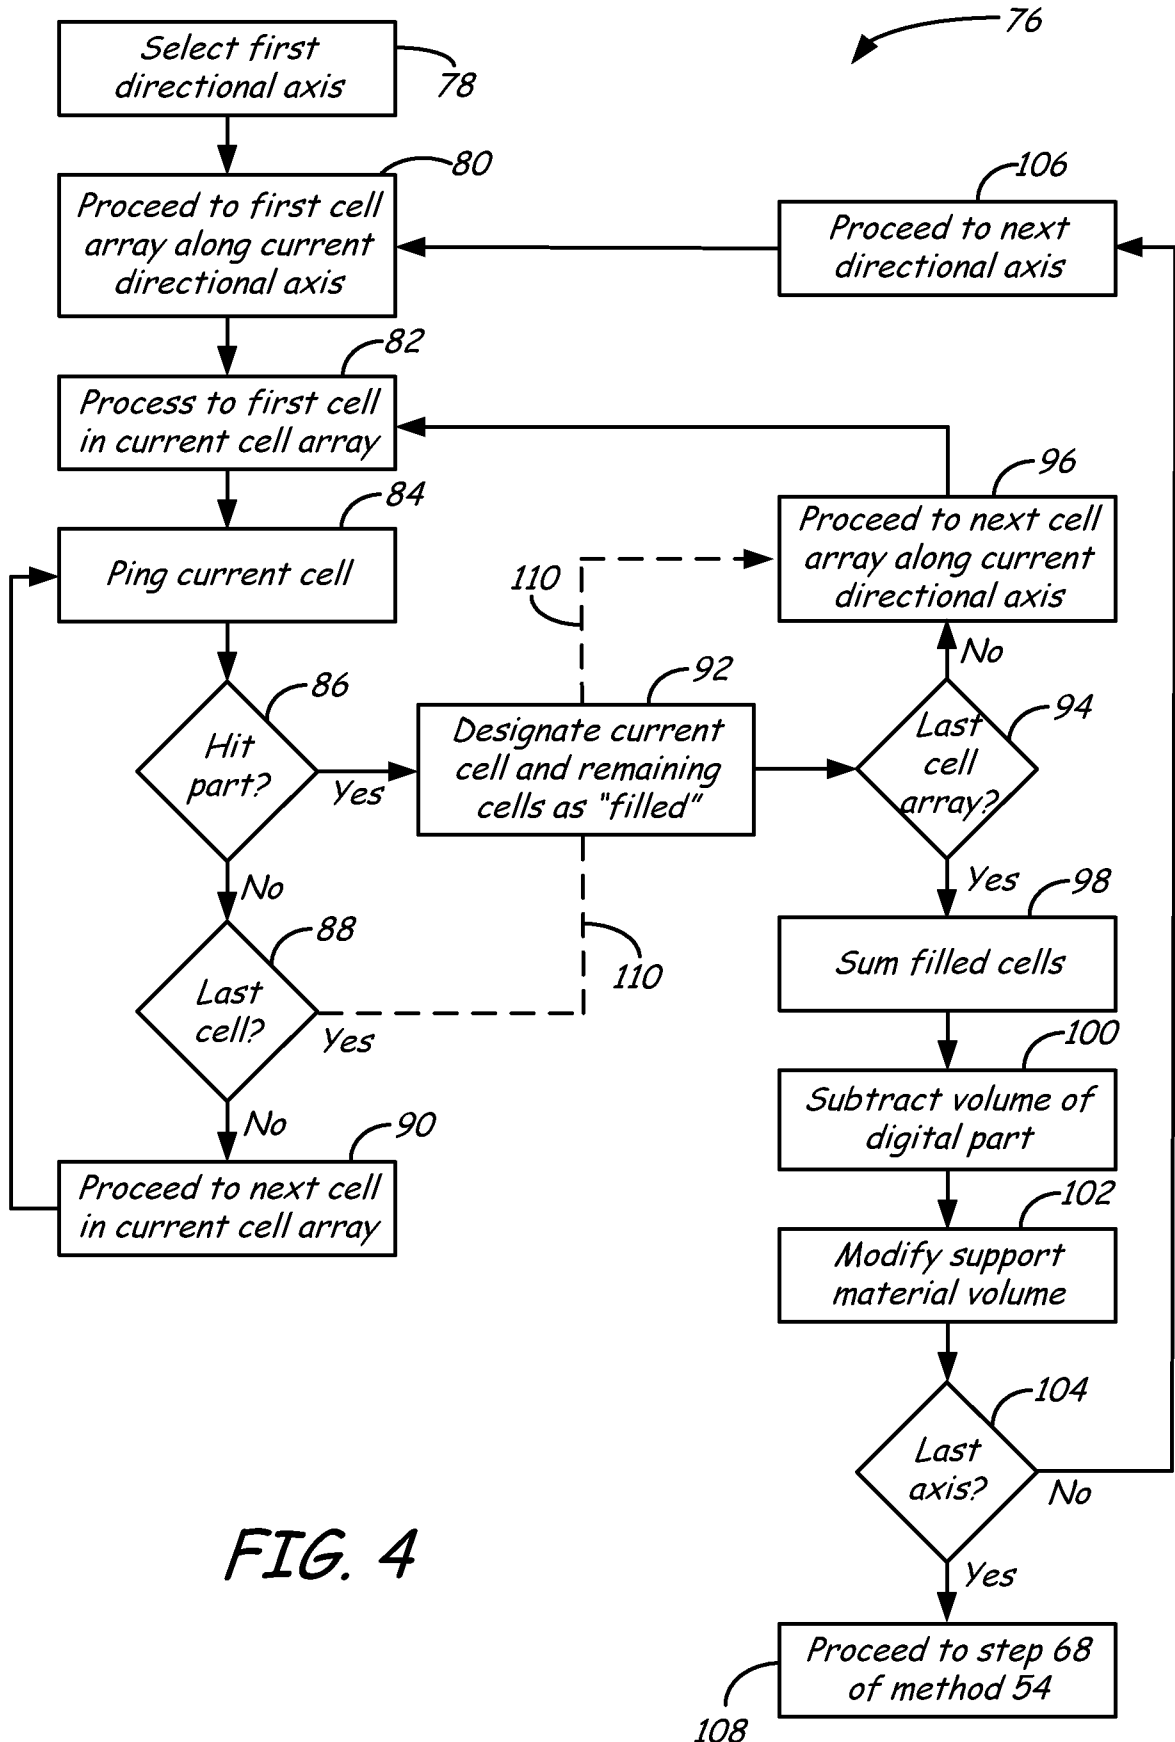 76
Select first
directional axis
78
80
Proceed to first cell
array along current
directional axis
106
Proceed to next
directional axis
82
Process to first cell
in current cell array
84
Ping current cell
96
Proceed to next cell
array along current
directional axis
110
No
86
Hit
part?
Yes
92
Designate current
cell and remaining
cells as "filled"
94
Last
cell
array?
No
88
Last
cell?
Yes
110
Yes
98
Sum filled cells
100
Subtract volume of
digital part
No
90
Proceed to next cell
in current cell array
102
Modify support
material volume
104
Last
axis?
No
Yes
Proceed to step 68
of method 54
108
FIG. 4